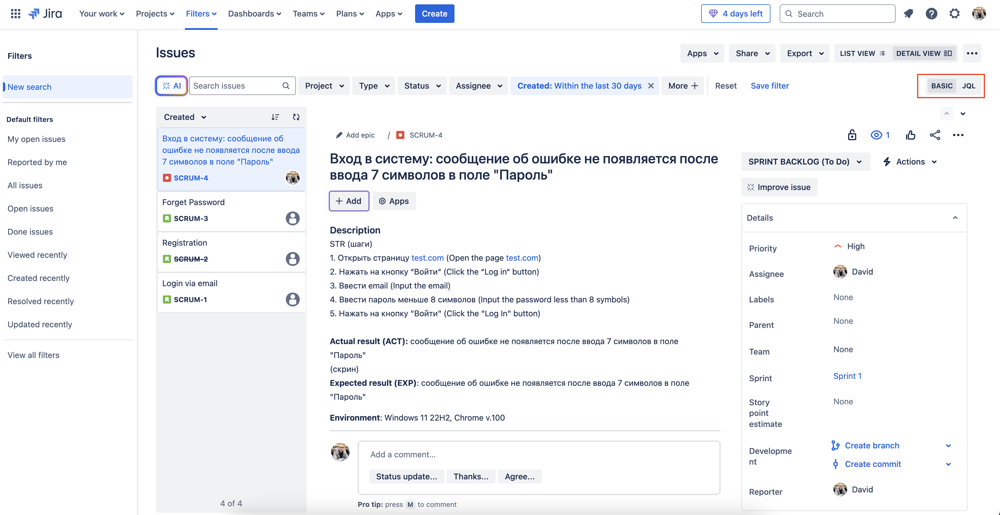 Jira Your work Projects Filters Dashboards Teams Plans Apps Create 4 days left Search
Filters
New search
Default filters
My open issues
Reported by me
All issues
Open issues
Done issues
Viewed recently
Created recently
Resolved recently
Updated recently
View all filters
Issues
Apps Share Export LIST VIEW DETAIL VIEW
AI Search issues Project Type Status Assignee Created: Within the last 30 days More Reset Save filter BASIC JQL
Created
Вход в систему: сообщение об
ошибке не появляется после ввода
7 символов в поле "Пароль"
SCRUM-4
Forget Password
SCRUM-3
Registration
SCRUM-2
Login via email
SCRUM-1
4 of 4
Add epic / SCRUM-4
1
Вход в систему: сообщение об ошибке не появляется после
ввода 7 символов в поле "Пароль"
Add Apps
Description
STR (шаги)
1. Открыть страницу test.com (Open the page test.com)
2. Нажать на кнопку “Войти“ (Click the “Log in“ button)
3. Ввести email (Input the email)
4. Ввести пароль меньше 8 символов (Input the password less than 8 symbols)
5. Нажать на кнопку "Войти" (Click the "Log In" button)
Actual result (ACT): сообщение об ошибке не появляется после ввода 7 символов в поле
"Пароль"
(скрин)
Expected result (EXP): сообщение об ошибке не появляется после ввода 7 символов в поле
"Пароль"
Environment: Windows 11 22H2, Chrome v.100
Add a comment...
Status update... Thanks... Agree...
Pro tip: press M to comment
SPRINT BACKLOG (To Do) Actions
Improve issue
Details
Priority High
Assignee David
Labels None
Parent None
Team None
Sprint Sprint 1
Story
point
estimate
None
Developme
nt
Create branch
Create commit
Reporter David